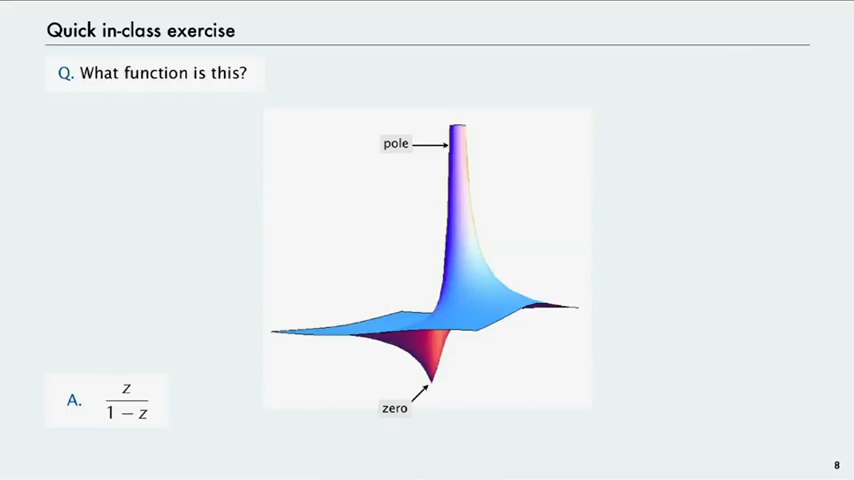 Quick in-class exercise
Q. What function is this?
pole
zero
A. z / (1 − z)
8